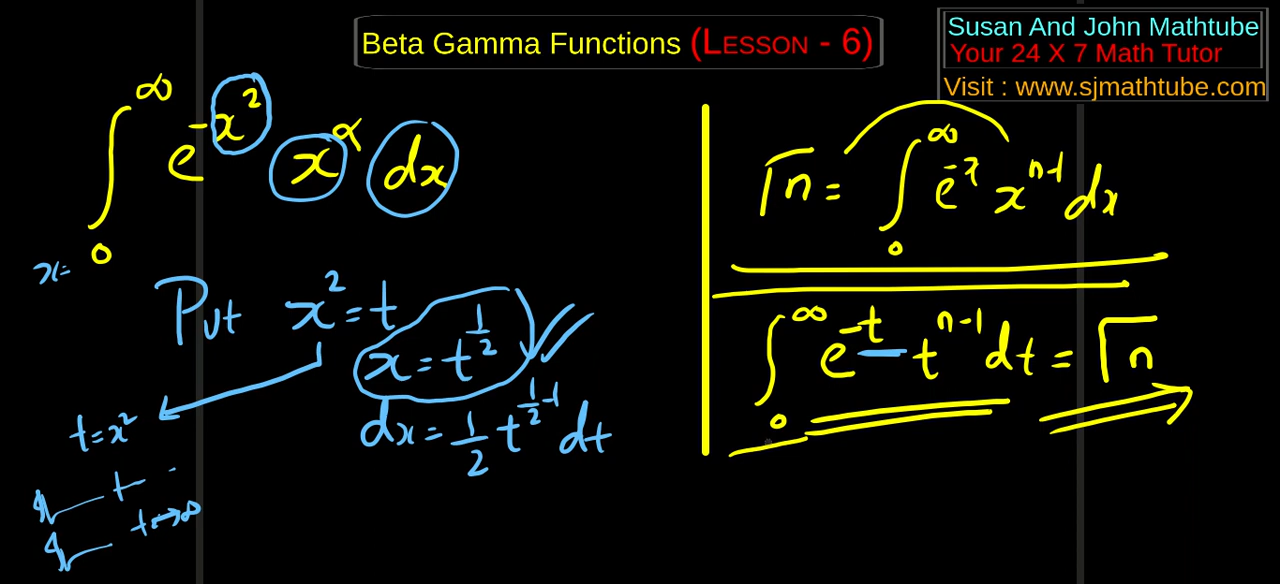 Beta Gamma Functions (LESSON - 6)
Susan And John Mathtube
Your 24 X 7 Math Tutor
Visit : www.sjmathtube.com
∫₀^∞ e^{-x²} x^α dx
x=
Put x² = t
x = t^{1/2}
dx = 1/2 t^{1/2 - 1} dt
t = x²
t
t → ∞
Γn = ∫₀^∞ e^{-x} x^{n-1} dx
∫₀^∞ e^{-t} t^{n-1} dt = Γn